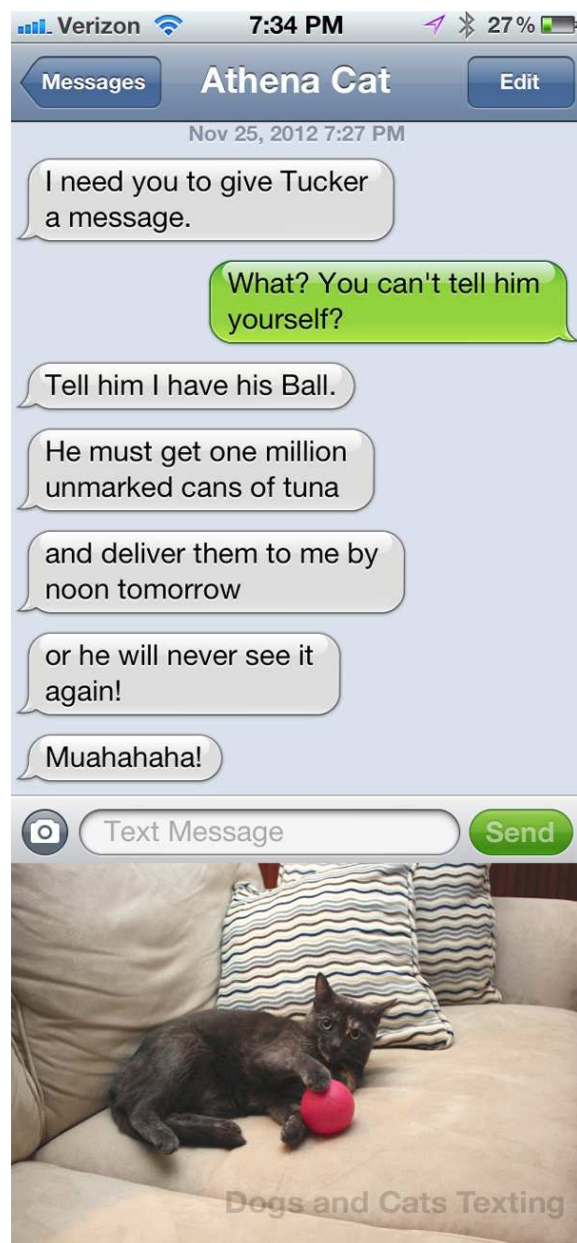 Verizon 7:34 PM 27%
Messages Athena Cat Edit
Nov 25, 2012 7:27 PM
I need you to give Tucker
a message.
What? You can't tell him
yourself?
Tell him I have his Ball.
He must get one million
unmarked cans of tuna
and deliver them to me by
noon tomorrow
or he will never see it
again!
Muahahaha!
Text Message Send
Dogs and Cats Texting